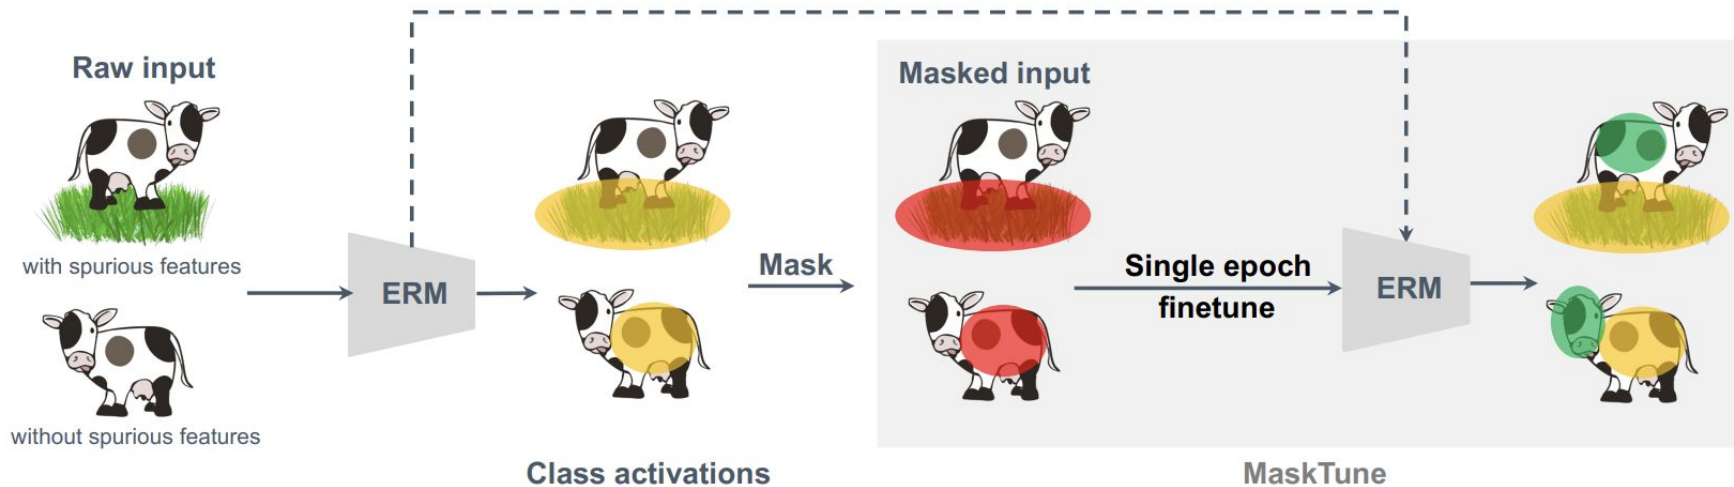 Raw input
with spurious features
without spurious features
ERM
Class activations
Mask
Masked input
Single epoch
finetune
ERM
MaskTune